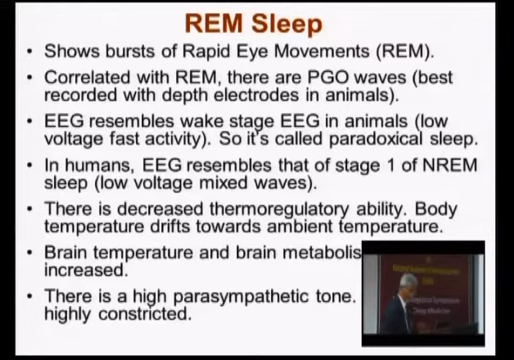 REM Sleep
• Shows bursts of Rapid Eye Movements (REM).
• Correlated with REM, there are PGO waves (best
recorded with depth electrodes in animals).
• EEG resembles wake stage EEG in animals (low
voltage fast activity). So it's called paradoxical sleep.
• In humans, EEG resembles that of stage 1 of NREM
sleep (low voltage mixed waves).
• There is decreased thermoregulatory ability. Body
temperature drifts towards ambient temperature.
• Brain temperature and brain metabolis
increased.
• There is a high parasympathetic tone.
highly constricted.